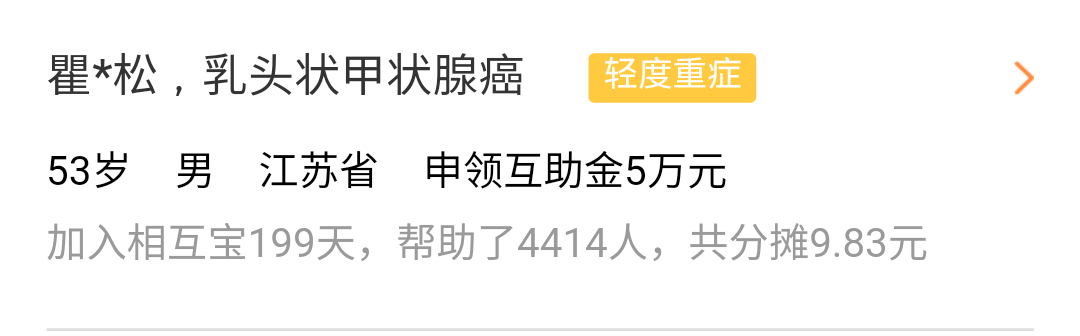 瞿*松，乳头状甲状腺癌 轻度重症
53岁 男 江苏省 申领互助金5万元
加入相互宝199天，帮助了4414人，共分摊9.83元